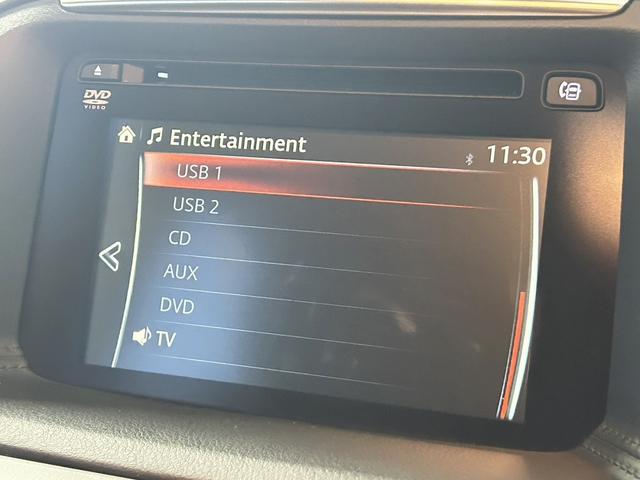 DVD
VIDEO
Entertainment
11:30
USB 1
USB 2
CD
AUX
DVD
TV